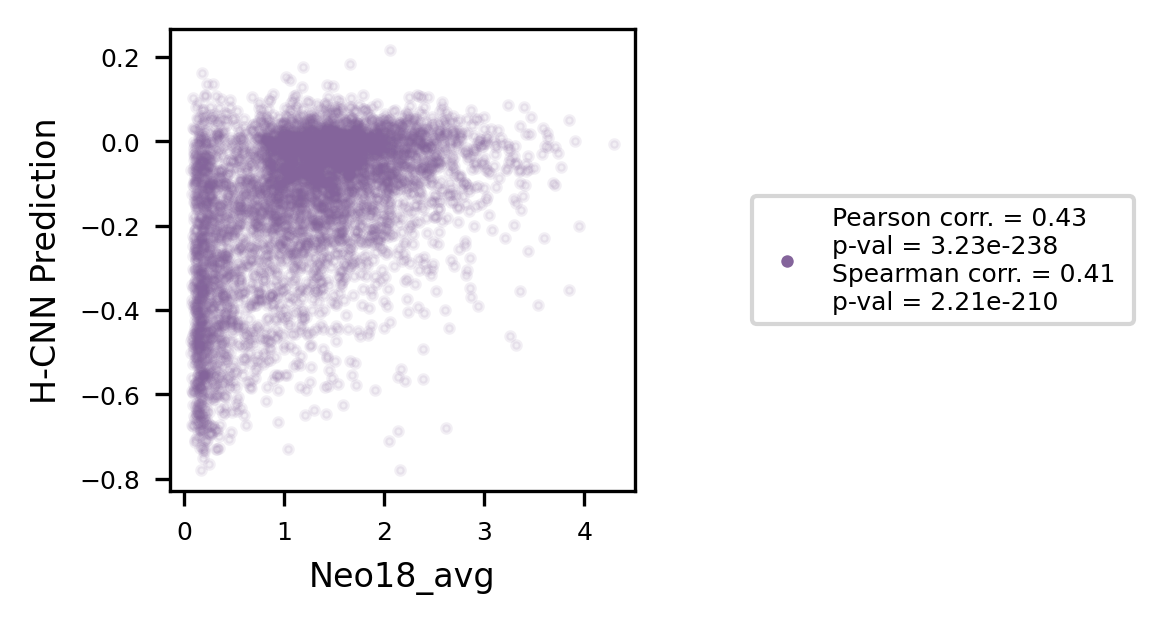 0.2
0.0
−0.2
−0.4
−0.6
−0.8
H-CNN Prediction
0 1 2 3 4
Neo18_avg
Pearson corr. = 0.43
p-val = 3.23e-238
Spearman corr. = 0.41
p-val = 2.21e-210